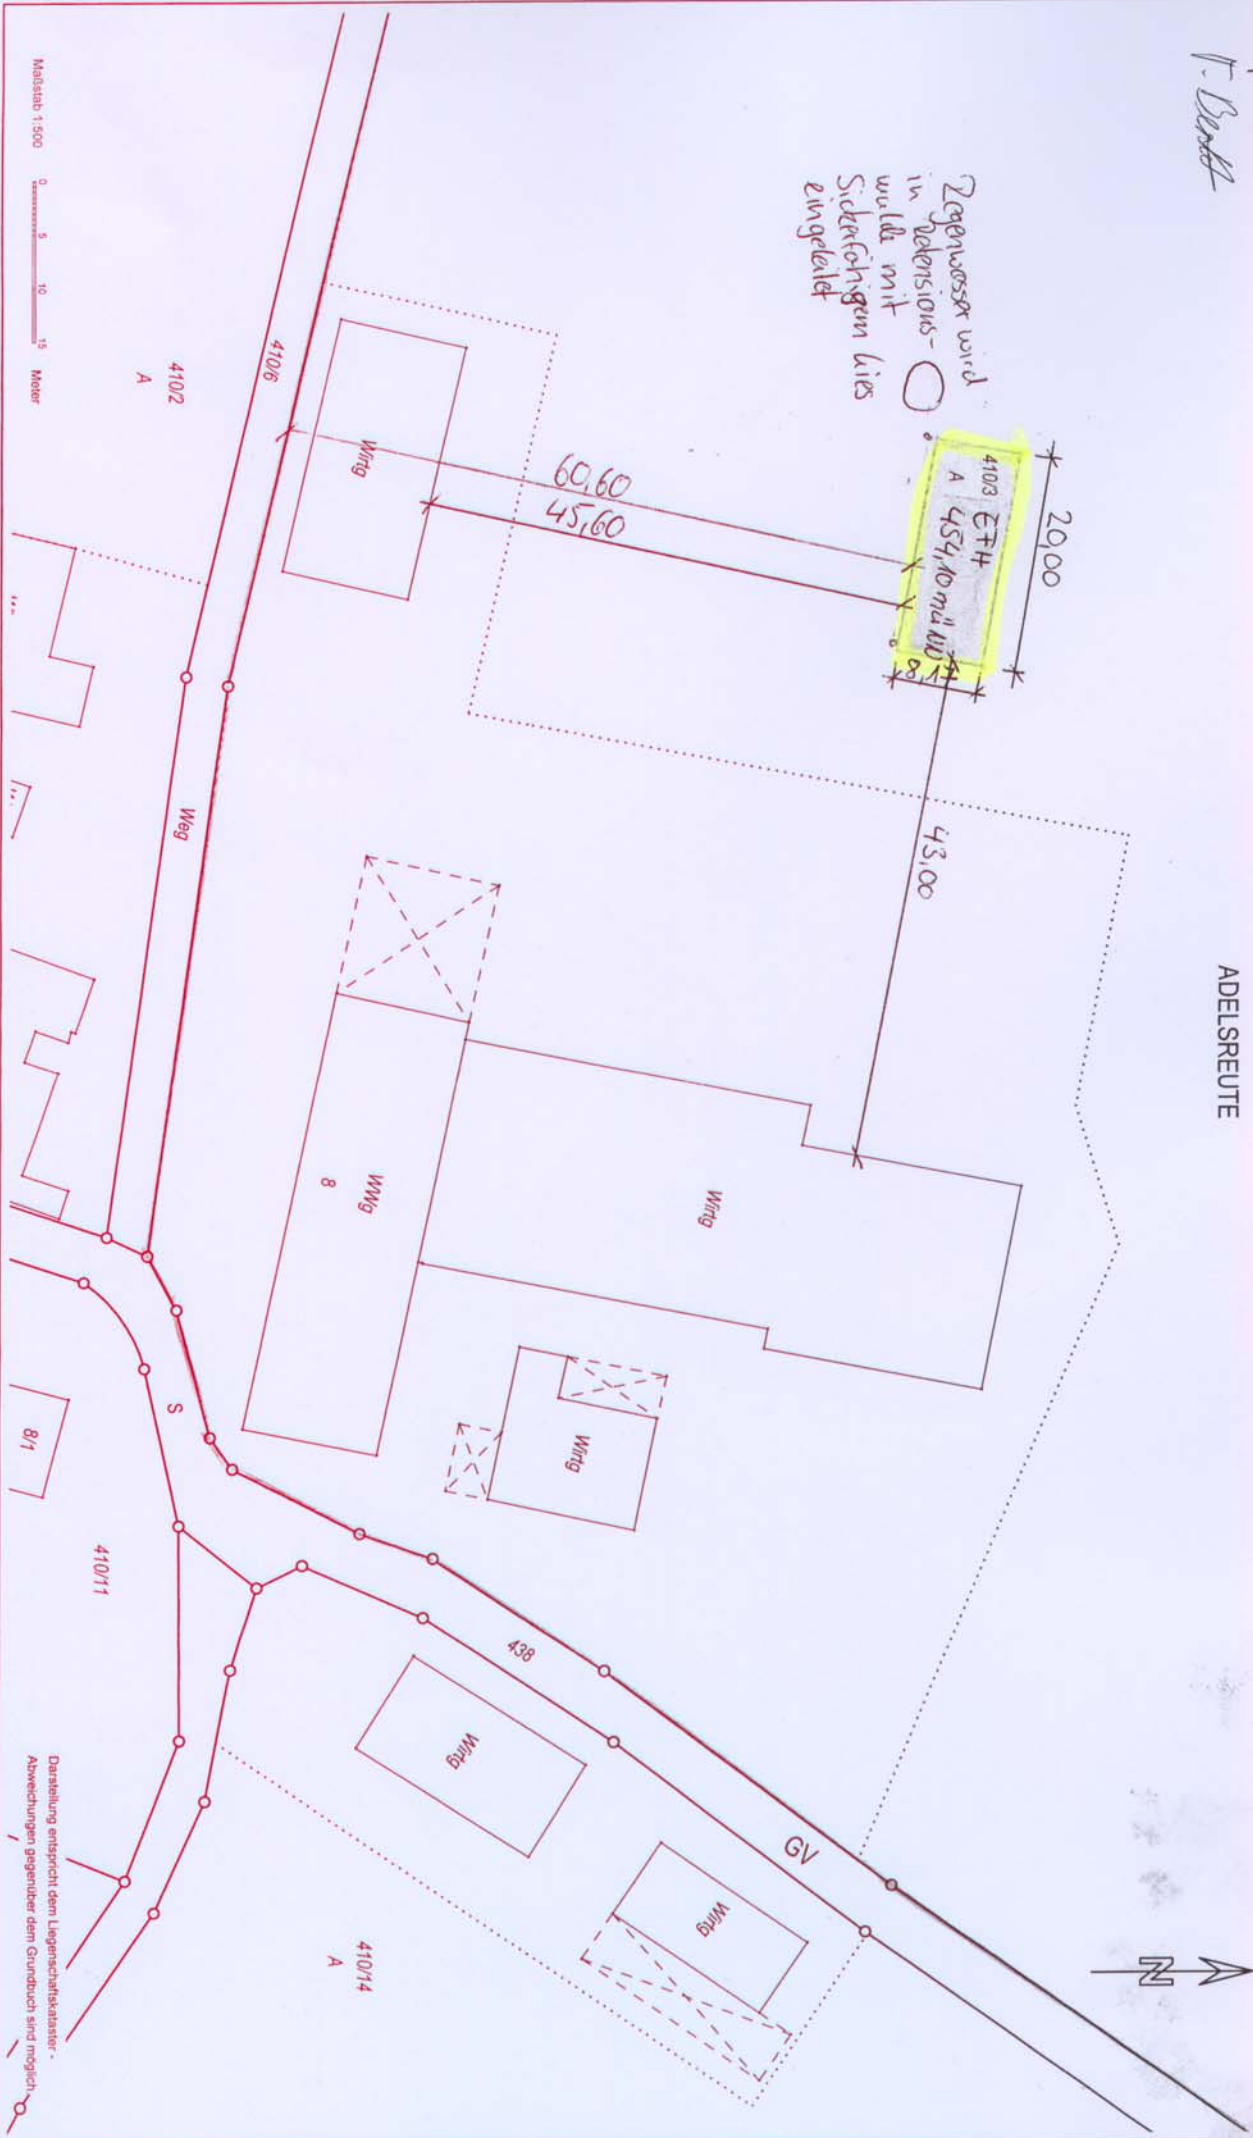 ADELSREUTE
N
Regenwasser wird
in Retensions-
mulde mit
Sickerfähigem Kies
eingeleitet
20,00
410/3 EFH
A 454,10 mü NN
8,17
60,60
45,60
43,00
Wirtg
Wirtg
WWg
8
Wirtg
Wirtg
Wirtg
438
GV
410/6
410/2
A
Weg
S
8/1
410/11
410/14
A
Maßstab 1:500
0 5 10 15 Meter
Darstellung entspricht dem Liegenschaftskataster -
Abweichungen gegenüber dem Grundbuch sind möglich